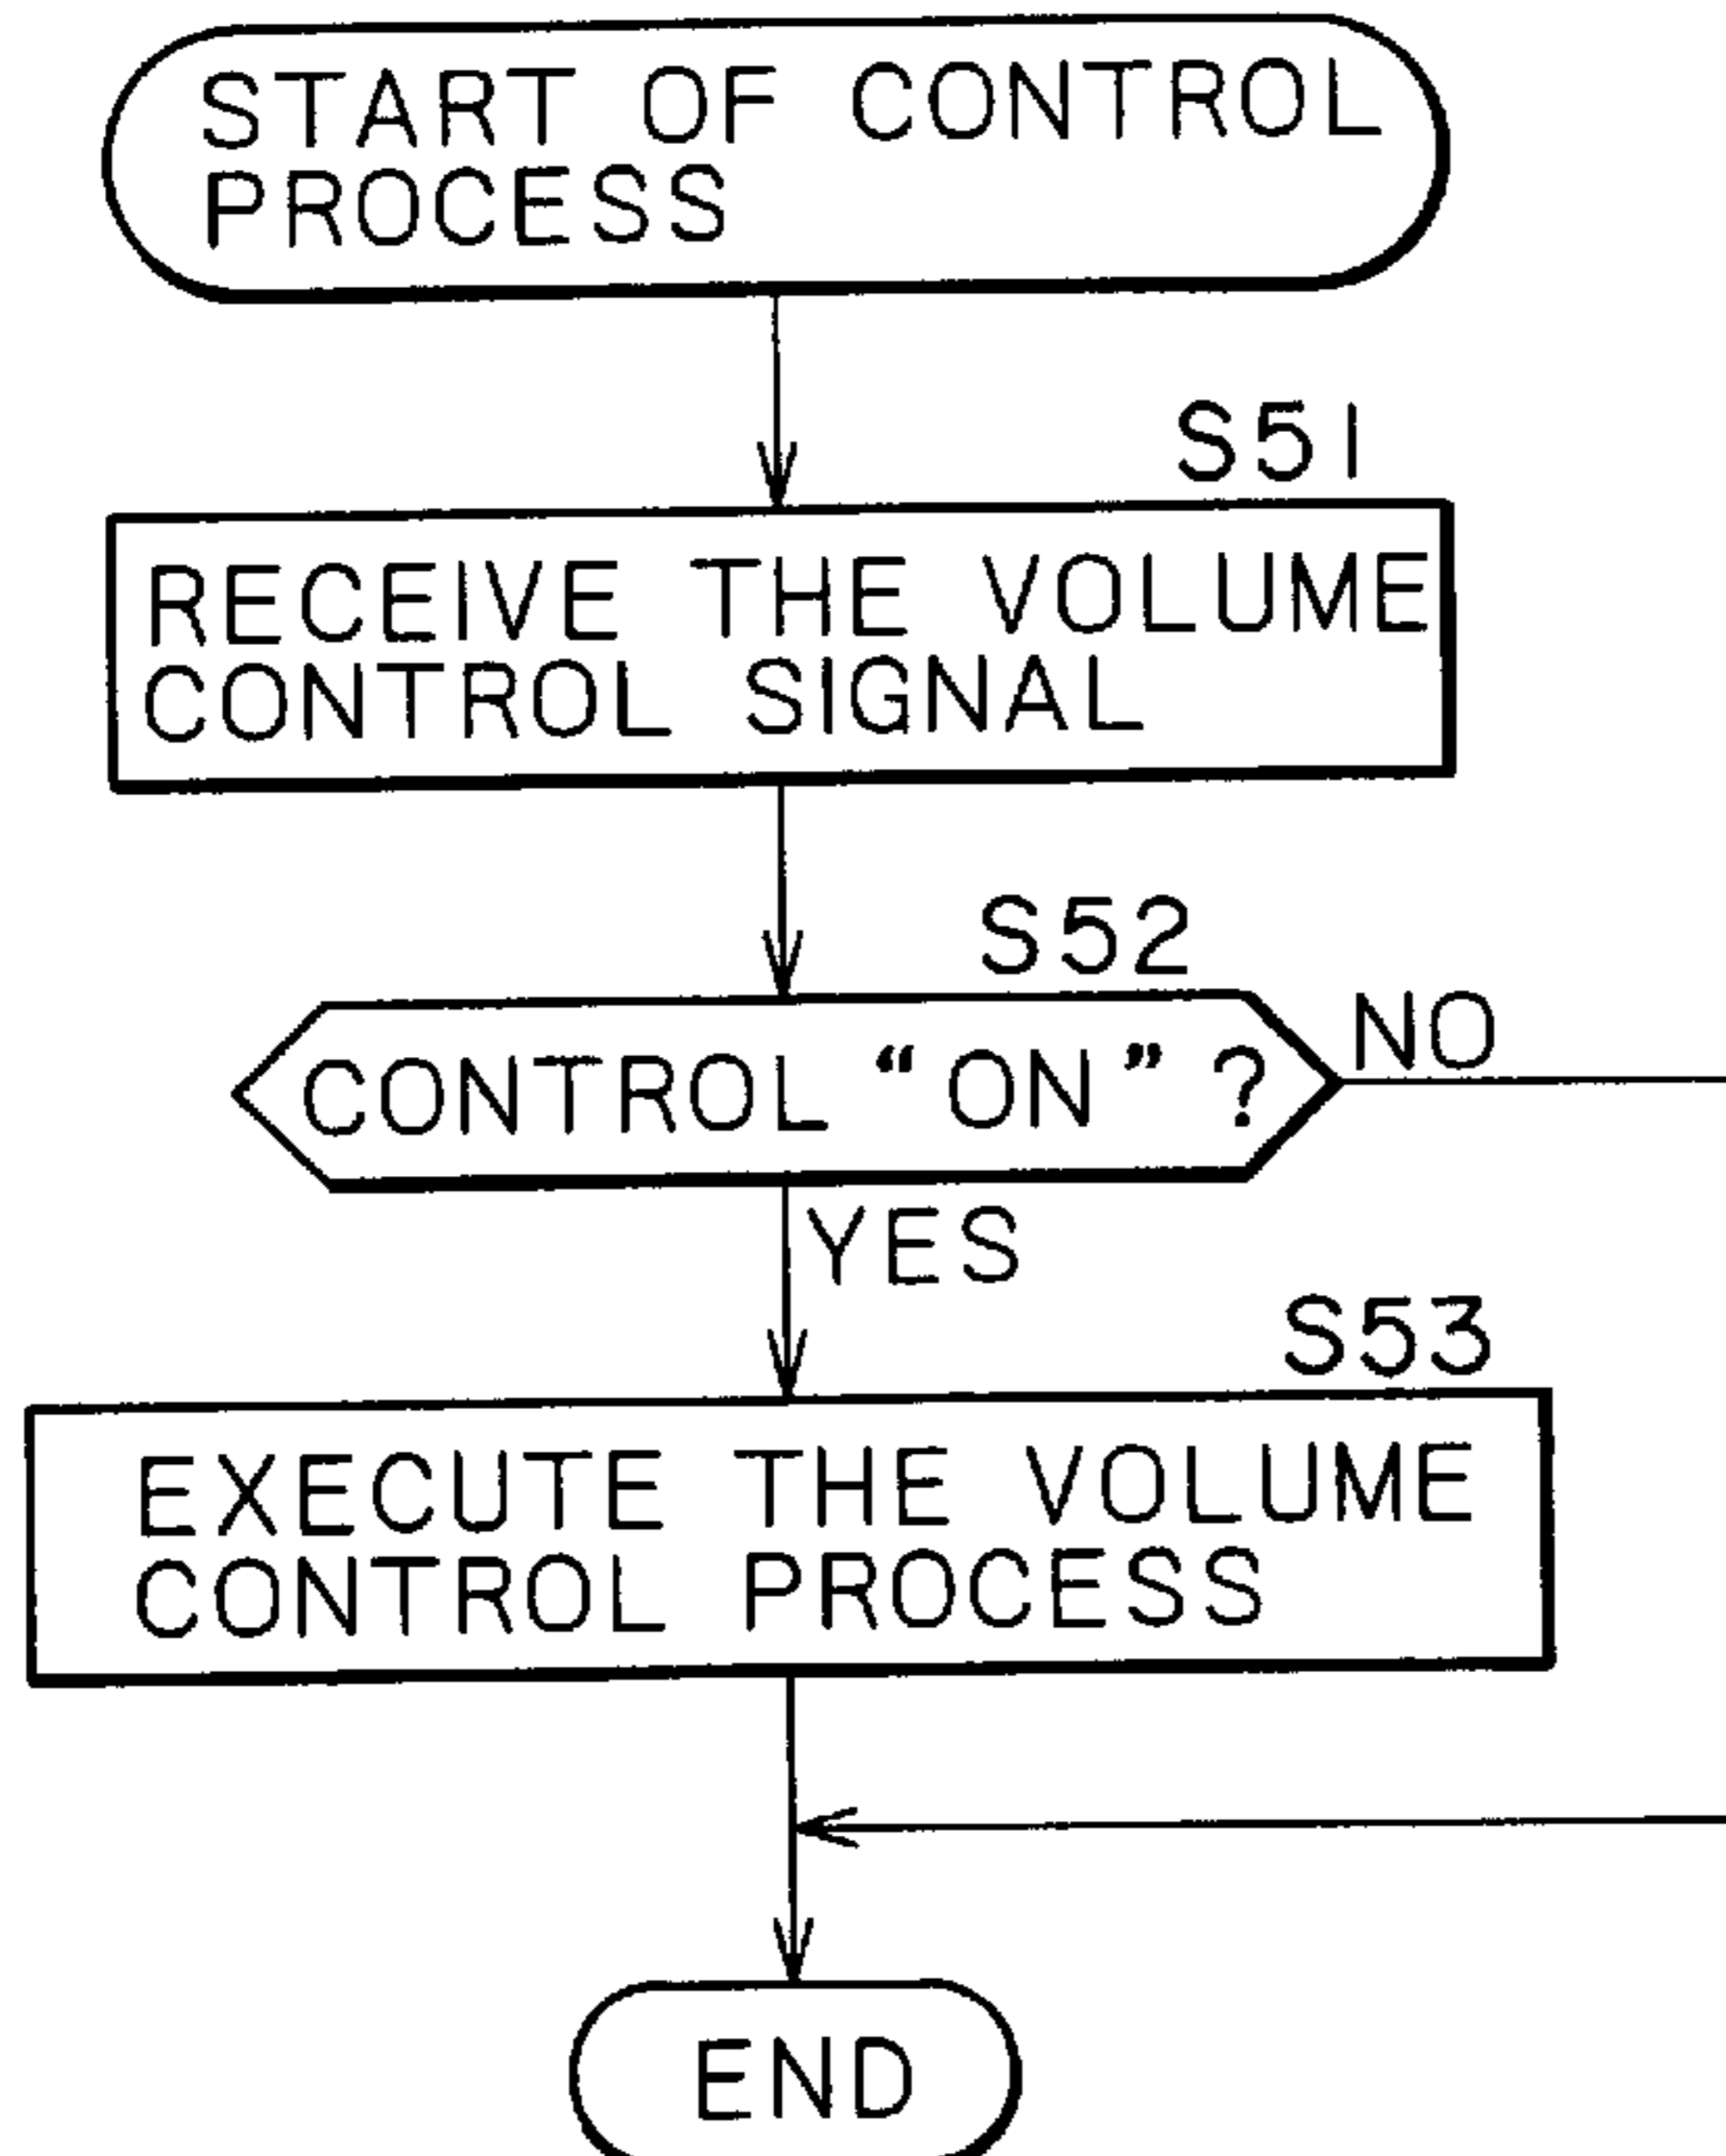 START OF CONTROL
PROCESS
S51
RECEIVE THE VOLUME
CONTROL SIGNAL
S52
CONTROL “ON”?
NO
YES
S53
EXECUTE THE VOLUME
CONTROL PROCESS
END